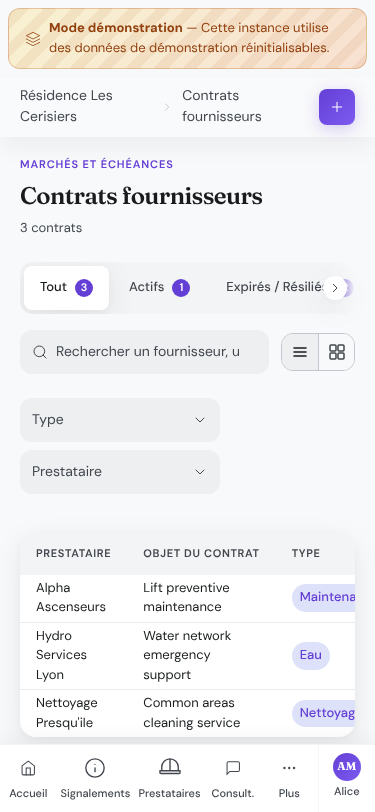 Mode démonstration — Cette instance utilise
des données de démonstration réinitialisables.
Résidence Les
Cerisiers
Contrats
fournisseurs
MARCHÉS ET ÉCHÉANCES
Contrats fournisseurs
3 contrats
Tout 3
Actifs 1
Expirés / Résilié
Rechercher un fournisseur, u
Type
Prestataire
PRESTATAIRE OBJET DU CONTRAT TYPE
Alpha
Ascenseurs
Lift preventive
maintenance
Maintena
Hydro
Services
Lyon
Water network
emergency
support
Eau
Nettoyage
Presqu'ile
Common areas
cleaning service
Nettoyag
Accueil Signalements Prestataires Consult. Plus
AM
Alice